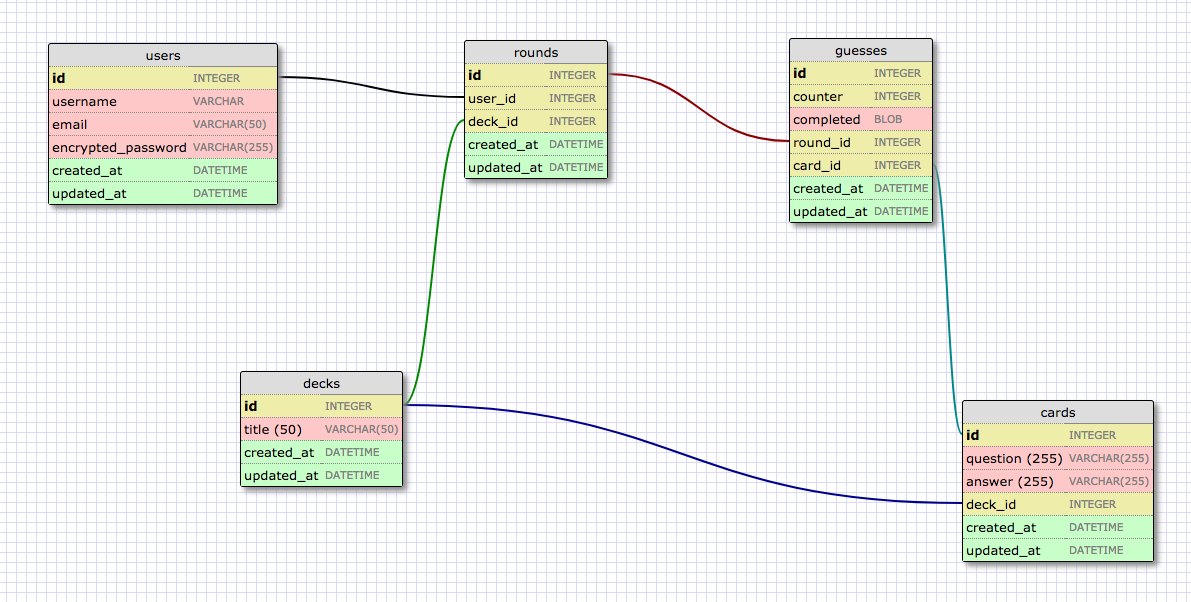 users
id INTEGER
username VARCHAR
email VARCHAR(50)
encrypted_password VARCHAR(255)
created_at DATETIME
updated_at DATETIME
rounds
id INTEGER
user_id INTEGER
deck_id INTEGER
created_at DATETIME
updated_at DATETIME
guesses
id INTEGER
counter INTEGER
completed BLOB
round_id INTEGER
card_id INTEGER
created_at DATETIME
updated_at DATETIME
decks
id INTEGER
title (50) VARCHAR(50)
created_at DATETIME
updated_at DATETIME
cards
id INTEGER
question (255) VARCHAR(255)
answer (255) VARCHAR(255)
deck_id INTEGER
created_at DATETIME
updated_at DATETIME